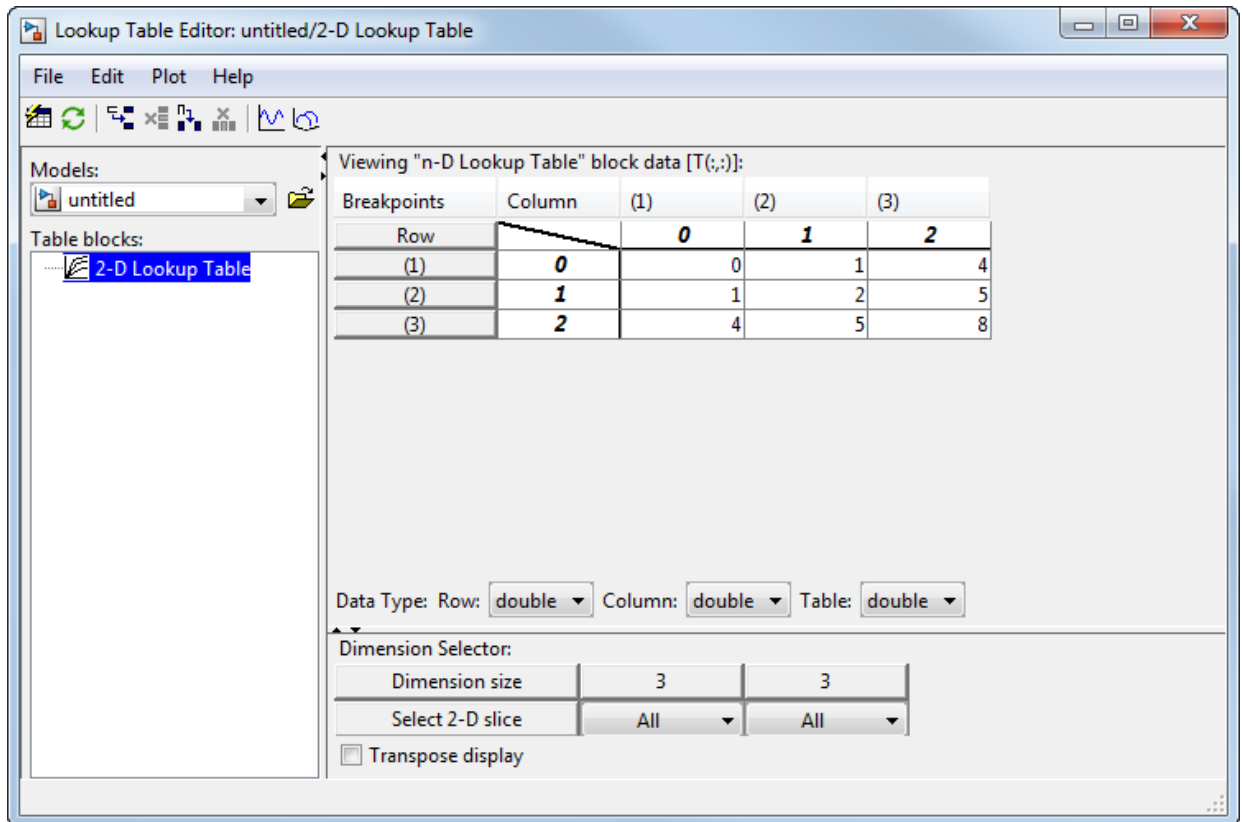 Lookup Table Editor: untitled/2-D Lookup Table
File Edit Plot Help
Models:
untitled
Table blocks:
2-D Lookup Table
Viewing "n-D Lookup Table" block data [T(:,:)]:
Breakpoints Column (1) (2) (3)
Row 0 1 2
(1) 0 0 1 4
(2) 1 1 2 5
(3) 2 4 5 8
Data Type: Row: double Column: double Table: double
Dimension Selector:
Dimension size 3 3
Select 2-D slice All All
Transpose display